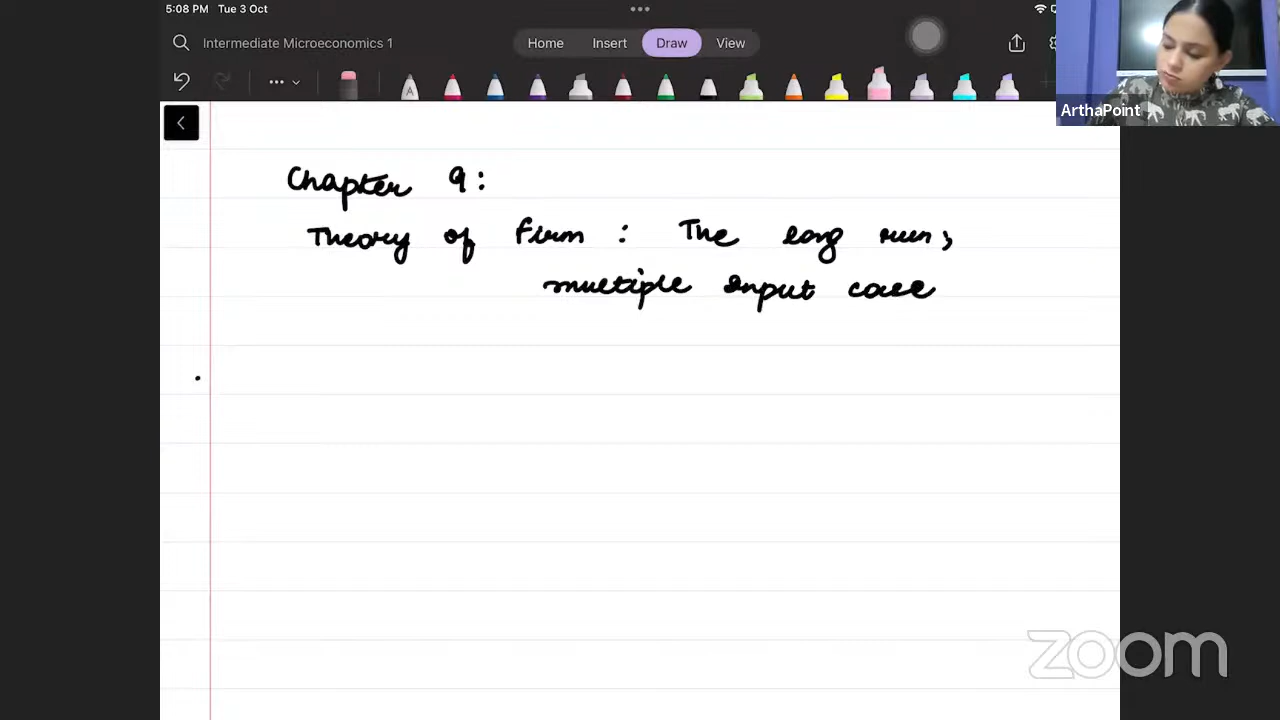 5:08 PM Tue 3 Oct
Intermediate Microeconomics 1
Home Insert Draw View
A
ArthaPoint
Chapter 9:
Theory of Firm : The long run,
multiple input case
zoom